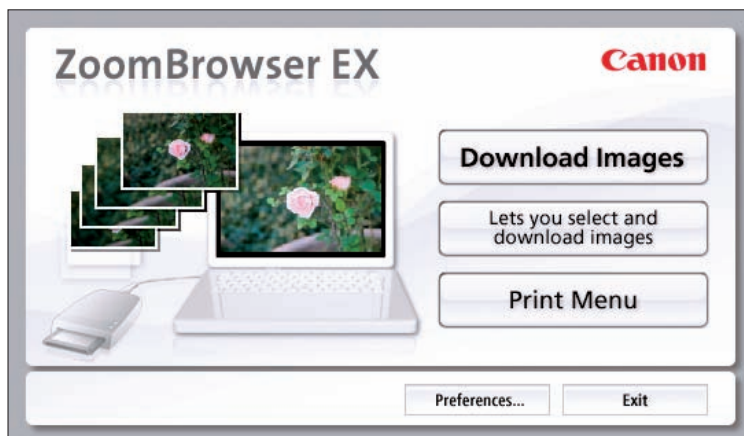 ZoomBrowser EX
Canon
Download Images
Lets you select and
download images
Print Menu
Preferences...
Exit